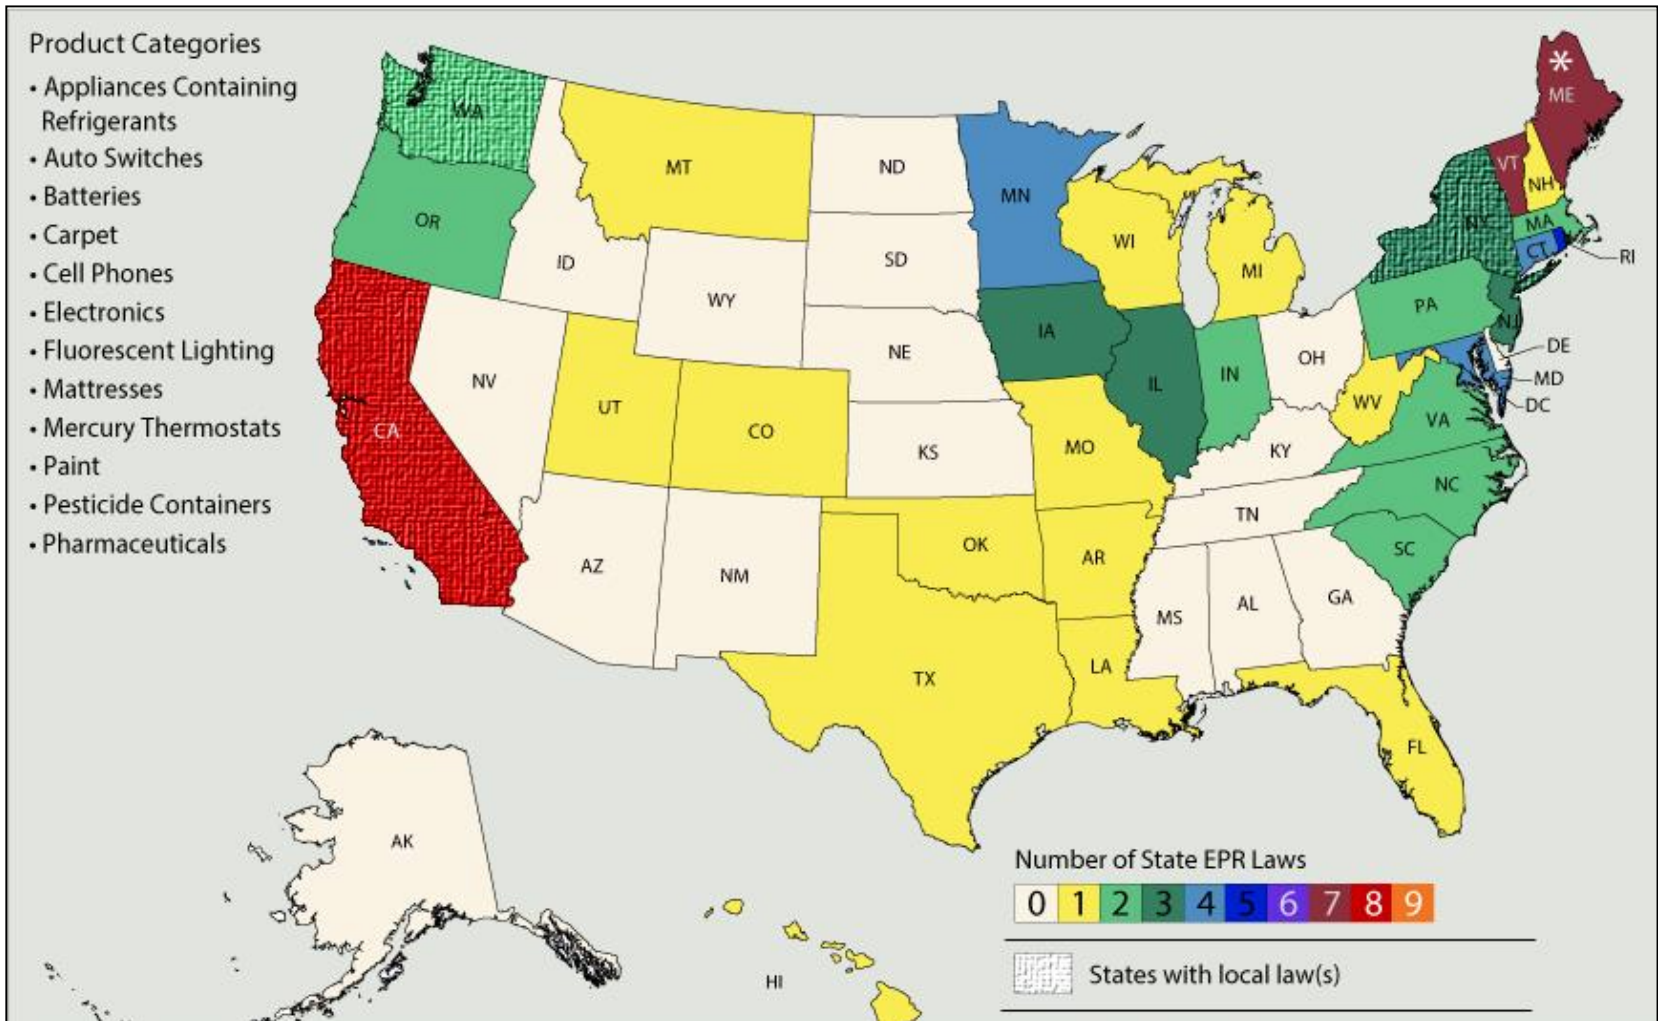 Product Categories
• Appliances Containing
Refrigerants
• Auto Switches
• Batteries
• Carpet
• Cell Phones
• Electronics
• Fluorescent Lighting
• Mattresses
• Mercury Thermostats
• Paint
• Pesticide Containers
• Pharmaceuticals
WA
MT
ND
MN
OR
ID
SD
WI
MI
WY
NE
IA
NV
UT
CO
KS
MO
IL
IN
OH
CA
AZ
NM
OK
AR
TX
LA
MS
AL
GA
TN
KY
WV
VA
NC
SC
FL
PA
NY
NJ
*
ME
VT
NH
MA
CT
RI
DE
MD
DC
AK
HI
Number of State EPR Laws
0 1 2 3 4 5 6 7 8 9
States with local law(s)